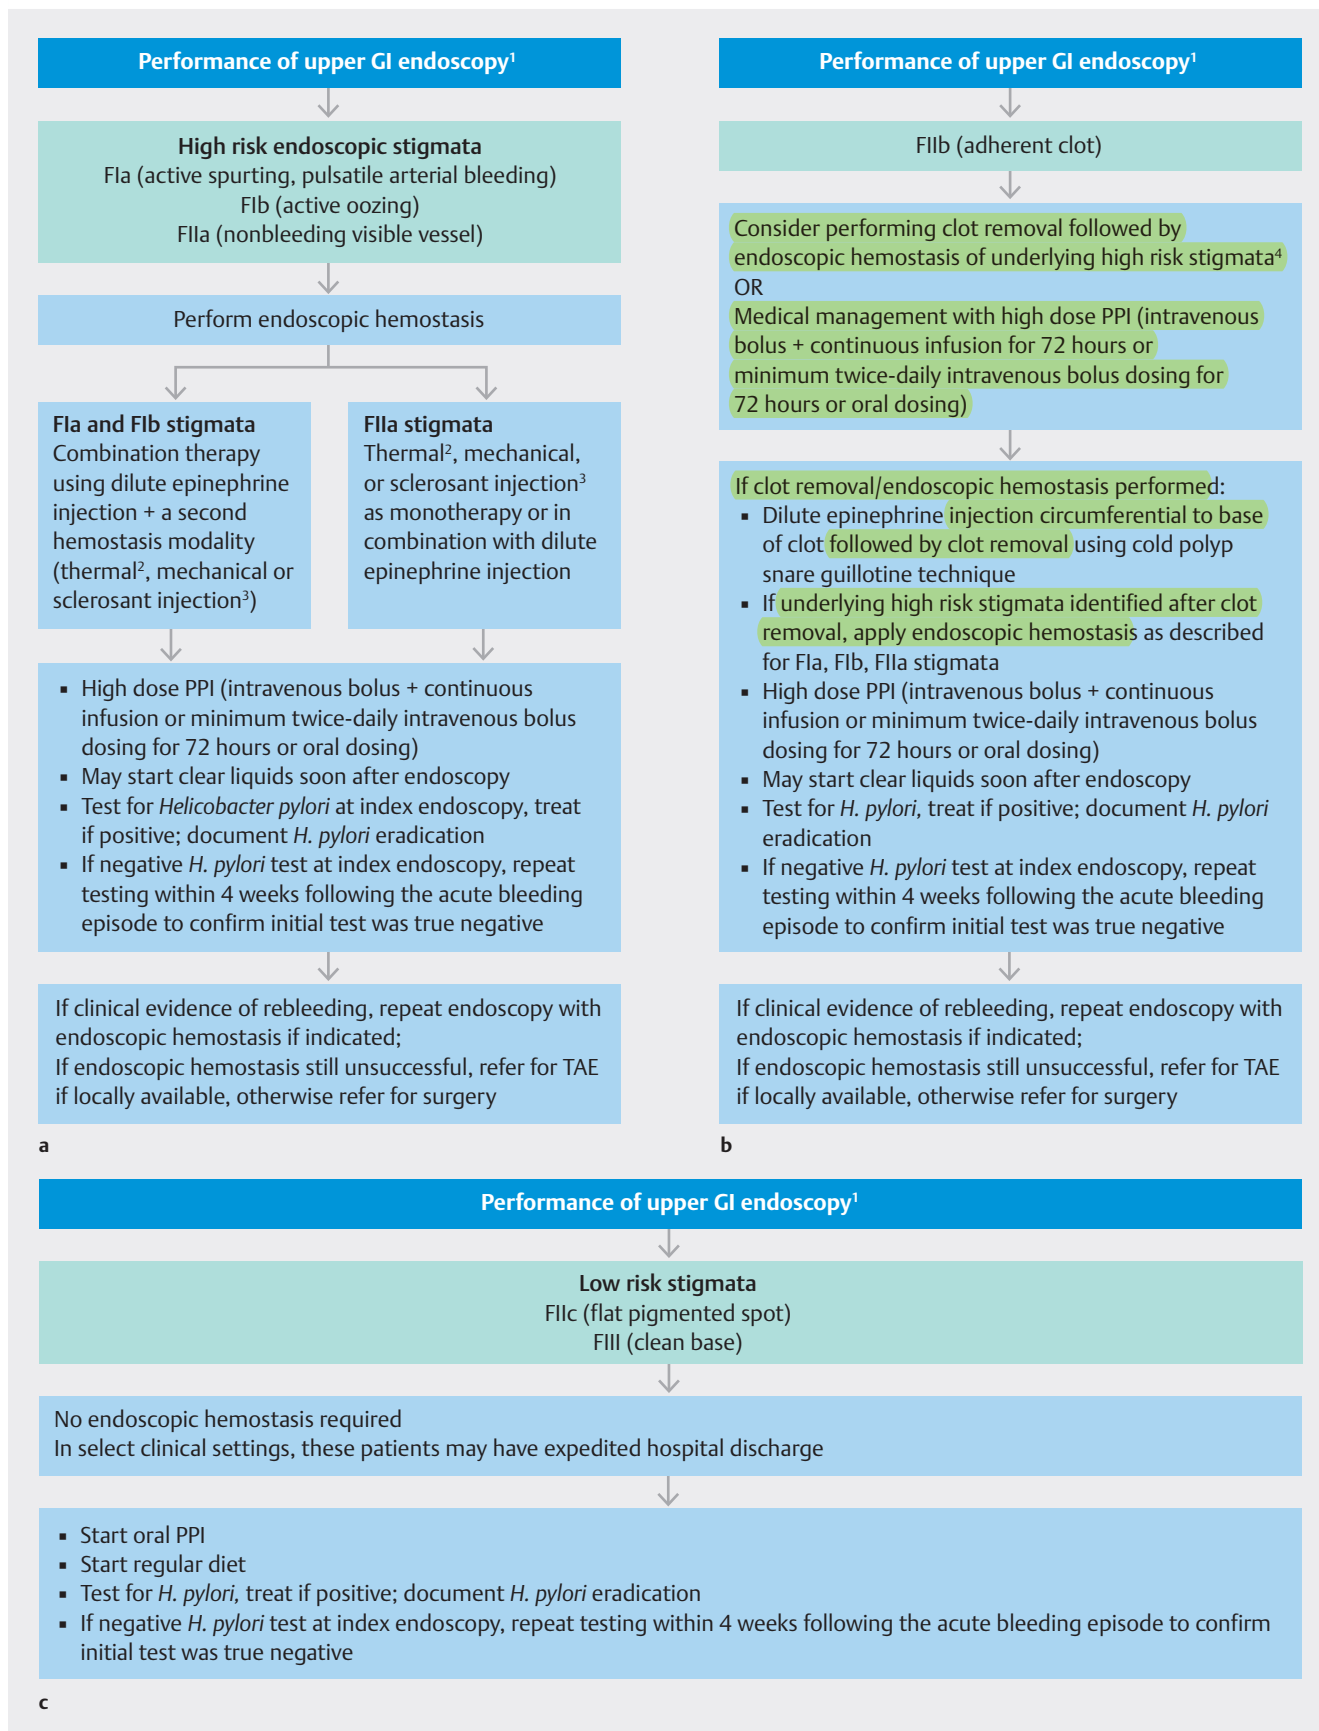 Performance of upper GI endoscopy¹
High risk endoscopic stigmata
FIa (active spurting, pulsatile arterial bleeding)
FIb (active oozing)
FIIa (nonbleeding visible vessel)
Perform endoscopic hemostasis
FIa and FIb stigmata
Combination therapy
using dilute epinephrine
injection + a second
hemostasis modality
(thermal², mechanical or
sclerosant injection³)
FIIa stigmata
Thermal², mechanical,
or sclerosant injection³
as monotherapy or in
combination with dilute
epinephrine injection
▪ High dose PPI (intravenous bolus + continuous
infusion or minimum twice-daily intravenous bolus
dosing for 72 hours or oral dosing)
▪ May start clear liquids soon after endoscopy
▪ Test for Helicobacter pylori at index endoscopy, treat
if positive; document H. pylori eradication
▪ If negative H. pylori test at index endoscopy, repeat
testing within 4 weeks following the acute bleeding
episode to confirm initial test was true negative
If clinical evidence of rebleeding, repeat endoscopy with
endoscopic hemostasis if indicated;
If endoscopic hemostasis still unsuccessful, refer for TAE
if locally available, otherwise refer for surgery
a
Performance of upper GI endoscopy¹
FIIb (adherent clot)
Consider performing clot removal followed by
endoscopic hemostasis of underlying high risk stigmata⁴
OR
Medical management with high dose PPI (intravenous
bolus + continuous infusion for 72 hours or
minimum twice-daily intravenous bolus dosing for
72 hours or oral dosing)
If clot removal/endoscopic hemostasis performed:
▪ Dilute epinephrine injection circumferential to base
of clot followed by clot removal using cold polyp
snare guillotine technique
▪ If underlying high risk stigmata identified after clot
removal, apply endoscopic hemostasis as described
for FIa, FIb, FIIa stigmata
▪ High dose PPI (intravenous bolus + continuous
infusion or minimum twice-daily intravenous bolus
dosing for 72 hours or oral dosing)
▪ May start clear liquids soon after endoscopy
▪ Test for H. pylori, treat if positive; document H. pylori
eradication
▪ If negative H. pylori test at index endoscopy, repeat
testing within 4 weeks following the acute bleeding
episode to confirm initial test was true negative
If clinical evidence of rebleeding, repeat endoscopy with
endoscopic hemostasis if indicated;
If endoscopic hemostasis still unsuccessful, refer for TAE
if locally available, otherwise refer for surgery
b
Performance of upper GI endoscopy¹
Low risk stigmata
FIIc (flat pigmented spot)
FIII (clean base)
No endoscopic hemostasis required
In select clinical settings, these patients may have expedited hospital discharge
▪ Start oral PPI
▪ Start regular diet
▪ Test for H. pylori, treat if positive; document H. pylori eradication
▪ If negative H. pylori test at index endoscopy, repeat testing within 4 weeks following the acute bleeding episode to confirm
initial test was true negative
c